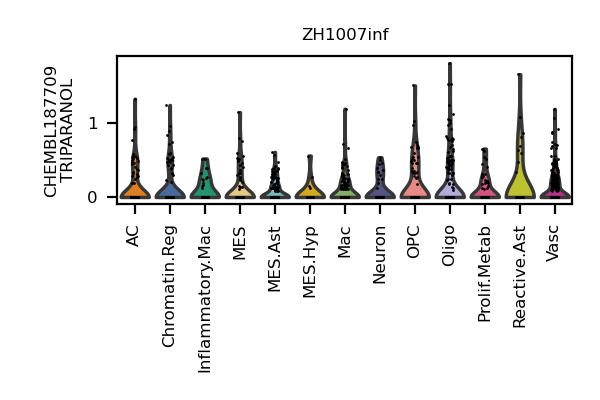 ZH1007inf
CHEMBL187709
TRIPARANOL
1
0
AC
Chromatin.Reg
Inflammatory.Mac
MES
MES.Ast
MES.Hyp
Mac
Neuron
OPC
Oligo
Prolif.Metab
Reactive.Ast
Vasc